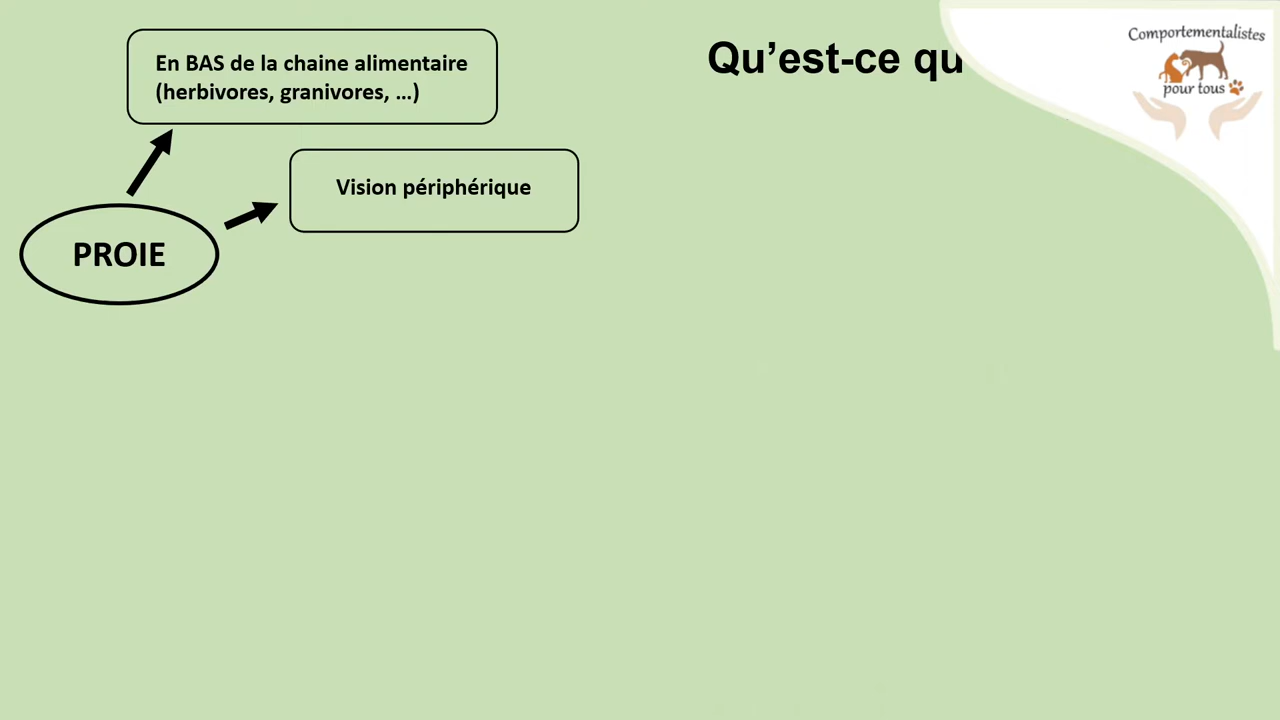 En BAS de la chaine alimentaire
(herbivores, granivores, ...)
Qu’est-ce qu
Comportementalistes
pour tous
Vision périphérique
PROIE